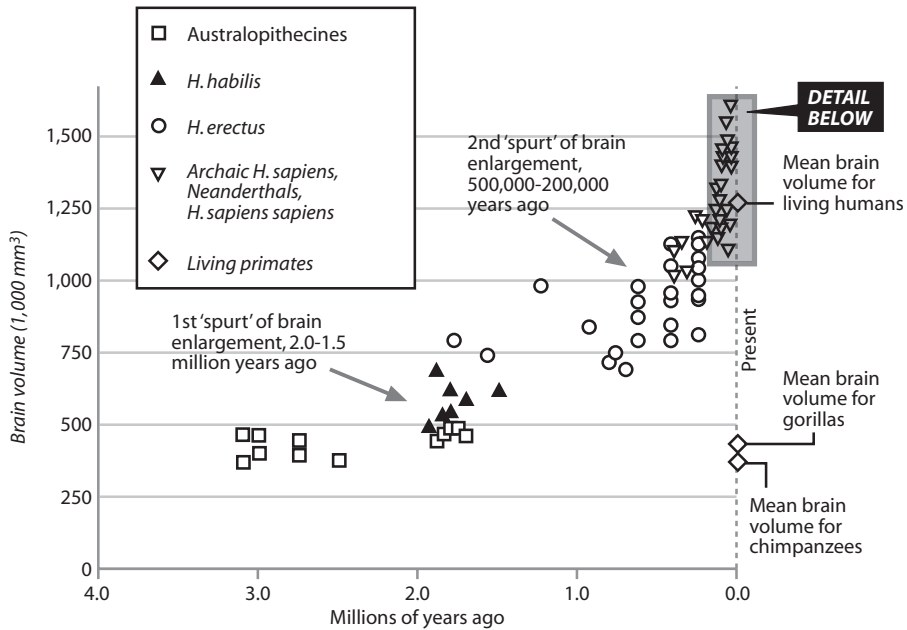 Australopithecines
H. habilis
H. erectus
Archaic H. sapiens,
Neanderthals,
H. sapiens sapiens
Living primates
DETAIL
BELOW
2nd ‘spurt’ of brain
enlargement,
500,000-200,000
years ago
Mean brain
volume for
living humans
1st ‘spurt’ of brain
enlargement, 2.0-1.5
million years ago
Present
Mean brain
volume for
gorillas
Mean brain
volume for
chimpanzees
Brain volume (1,000 mm³)
1,500
1,250
1,000
750
500
250
0
4.0 3.0 2.0 1.0 0.0
Millions of years ago